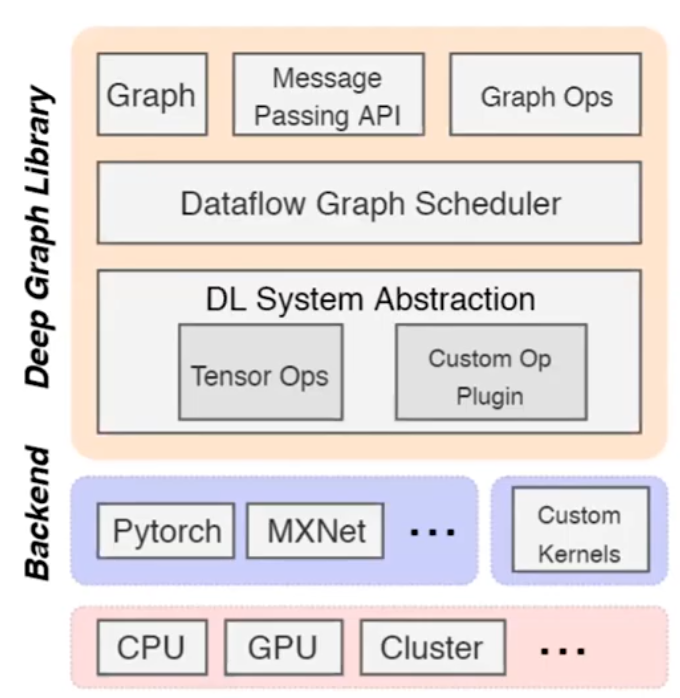 Deep Graph Library
Graph
Message
Passing API
Graph Ops
Dataflow Graph Scheduler
DL System Abstraction
Tensor Ops
Custom Op
Plugin
Backend
Pytorch
MXNet
...
Custom
Kernels
CPU
GPU
Cluster
...